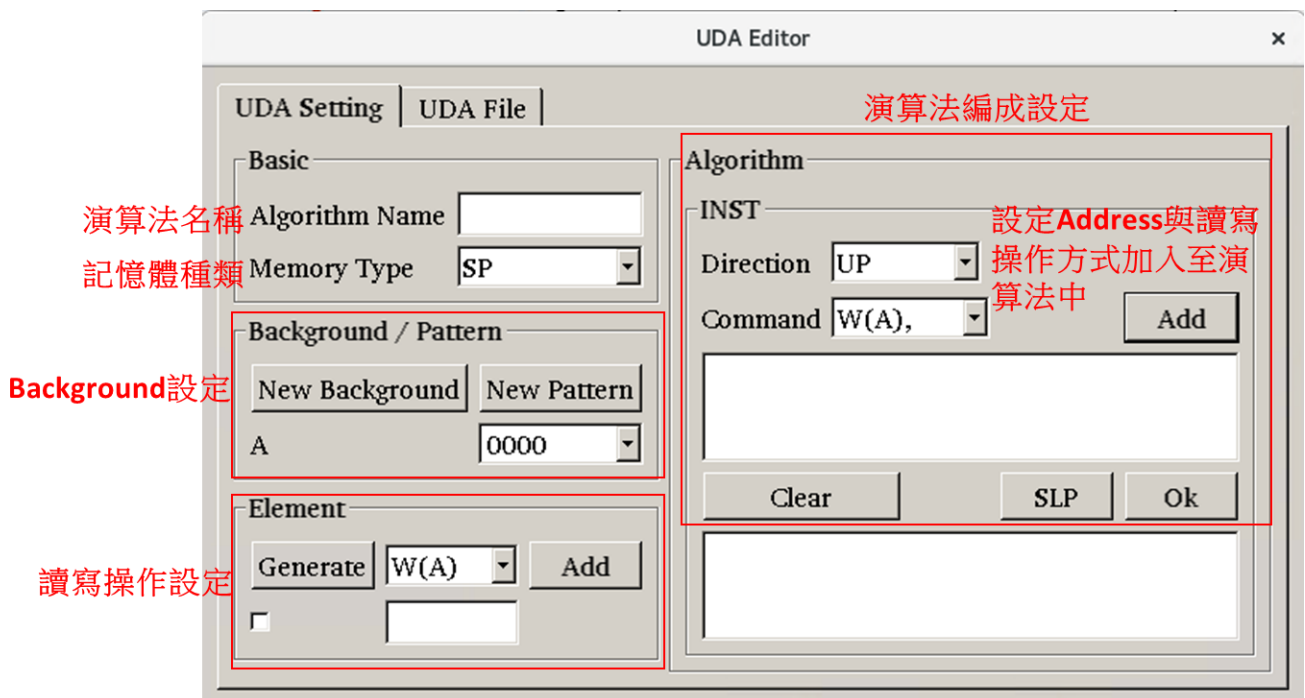 UDA Editor
×
UDA Setting
UDA File
演算法編成設定
Basic
演算法名稱
Algorithm Name
記憶體種類
Memory Type
SP
Background / Pattern
Background設定
New Background
New Pattern
A
0000
Element
讀寫操作設定
Generate
W(A)
Add
Algorithm
INST
Direction
UP
設定Address與讀寫
操作方式加入至演
算法中
Command
W(A),
Add
Clear
SLP
Ok